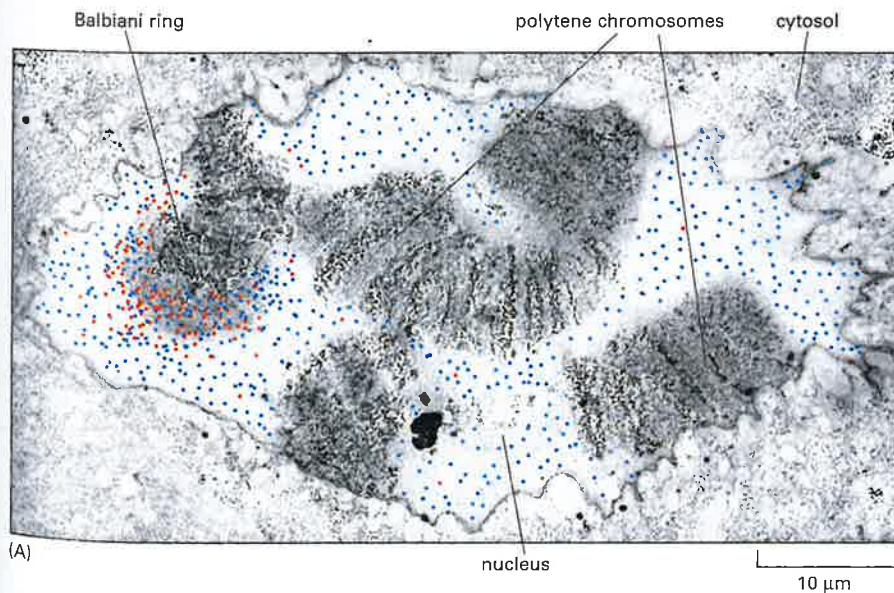 Balbiani ring
polytene chromosomes
cytosol
(A)
nucleus
10 µm